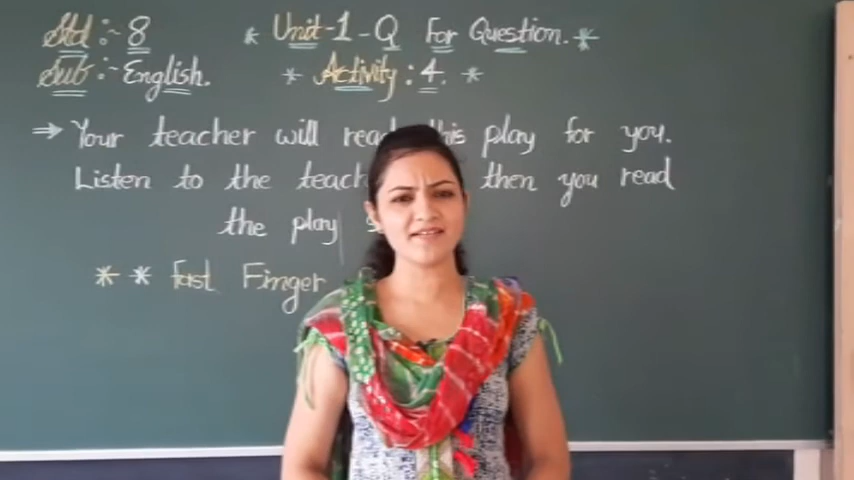 Std :~ 8 * Unit-1 - Q For Question. *
Sub :~ English. * Activity : 4. *
→ Your teacher will read this play for you.
Listen to the teach then you read
the play
* * fast Finger